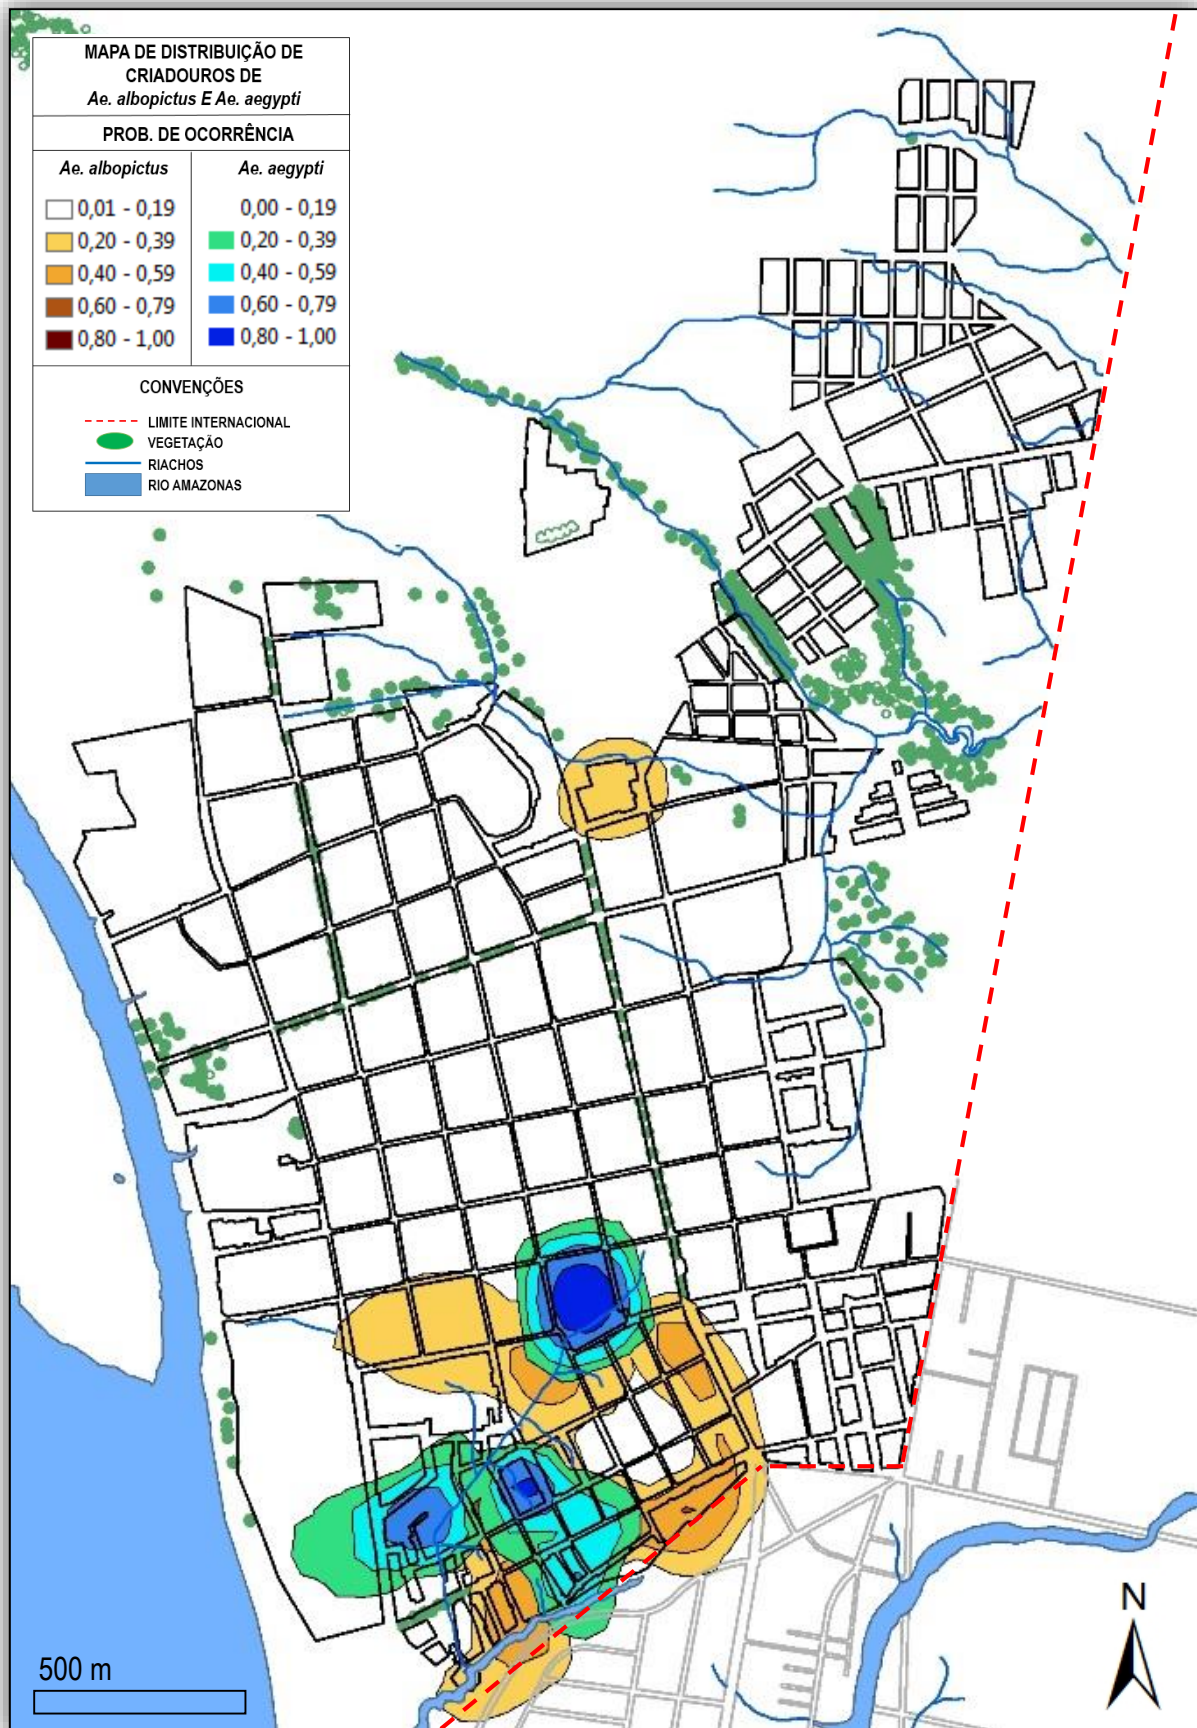 MAPA DE DISTRIBUIÇÃO DE
CRIADOUROS DE
Ae. albopictus E Ae. aegypti
PROB. DE OCORRÊNCIA
Ae. albopictus Ae. aegypti
0,01 - 0,19 0,00 - 0,19
0,20 - 0,39 0,20 - 0,39
0,40 - 0,59 0,40 - 0,59
0,60 - 0,79 0,60 - 0,79
0,80 - 1,00 0,80 - 1,00
CONVENÇÕES
LIMITE INTERNACIONAL
VEGETAÇÃO
RIACHOS
RIO AMAZONAS
N
500 m